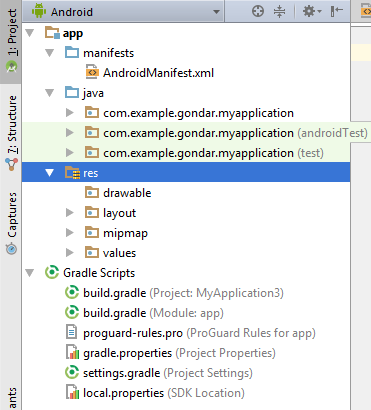 Android
1: Project
7: Structure
Captures
app
manifests
AndroidManifest.xml
java
com.example.gondar.myapplication
com.example.gondar.myapplication (androidTest)
com.example.gondar.myapplication (test)
res
drawable
layout
mipmap
values
Gradle Scripts
build.gradle (Project: MyApplication3)
build.gradle (Module: app)
proguard-rules.pro (ProGuard Rules for app)
gradle.properties (Project Properties)
settings.gradle (Project Settings)
local.properties (SDK Location)
ants